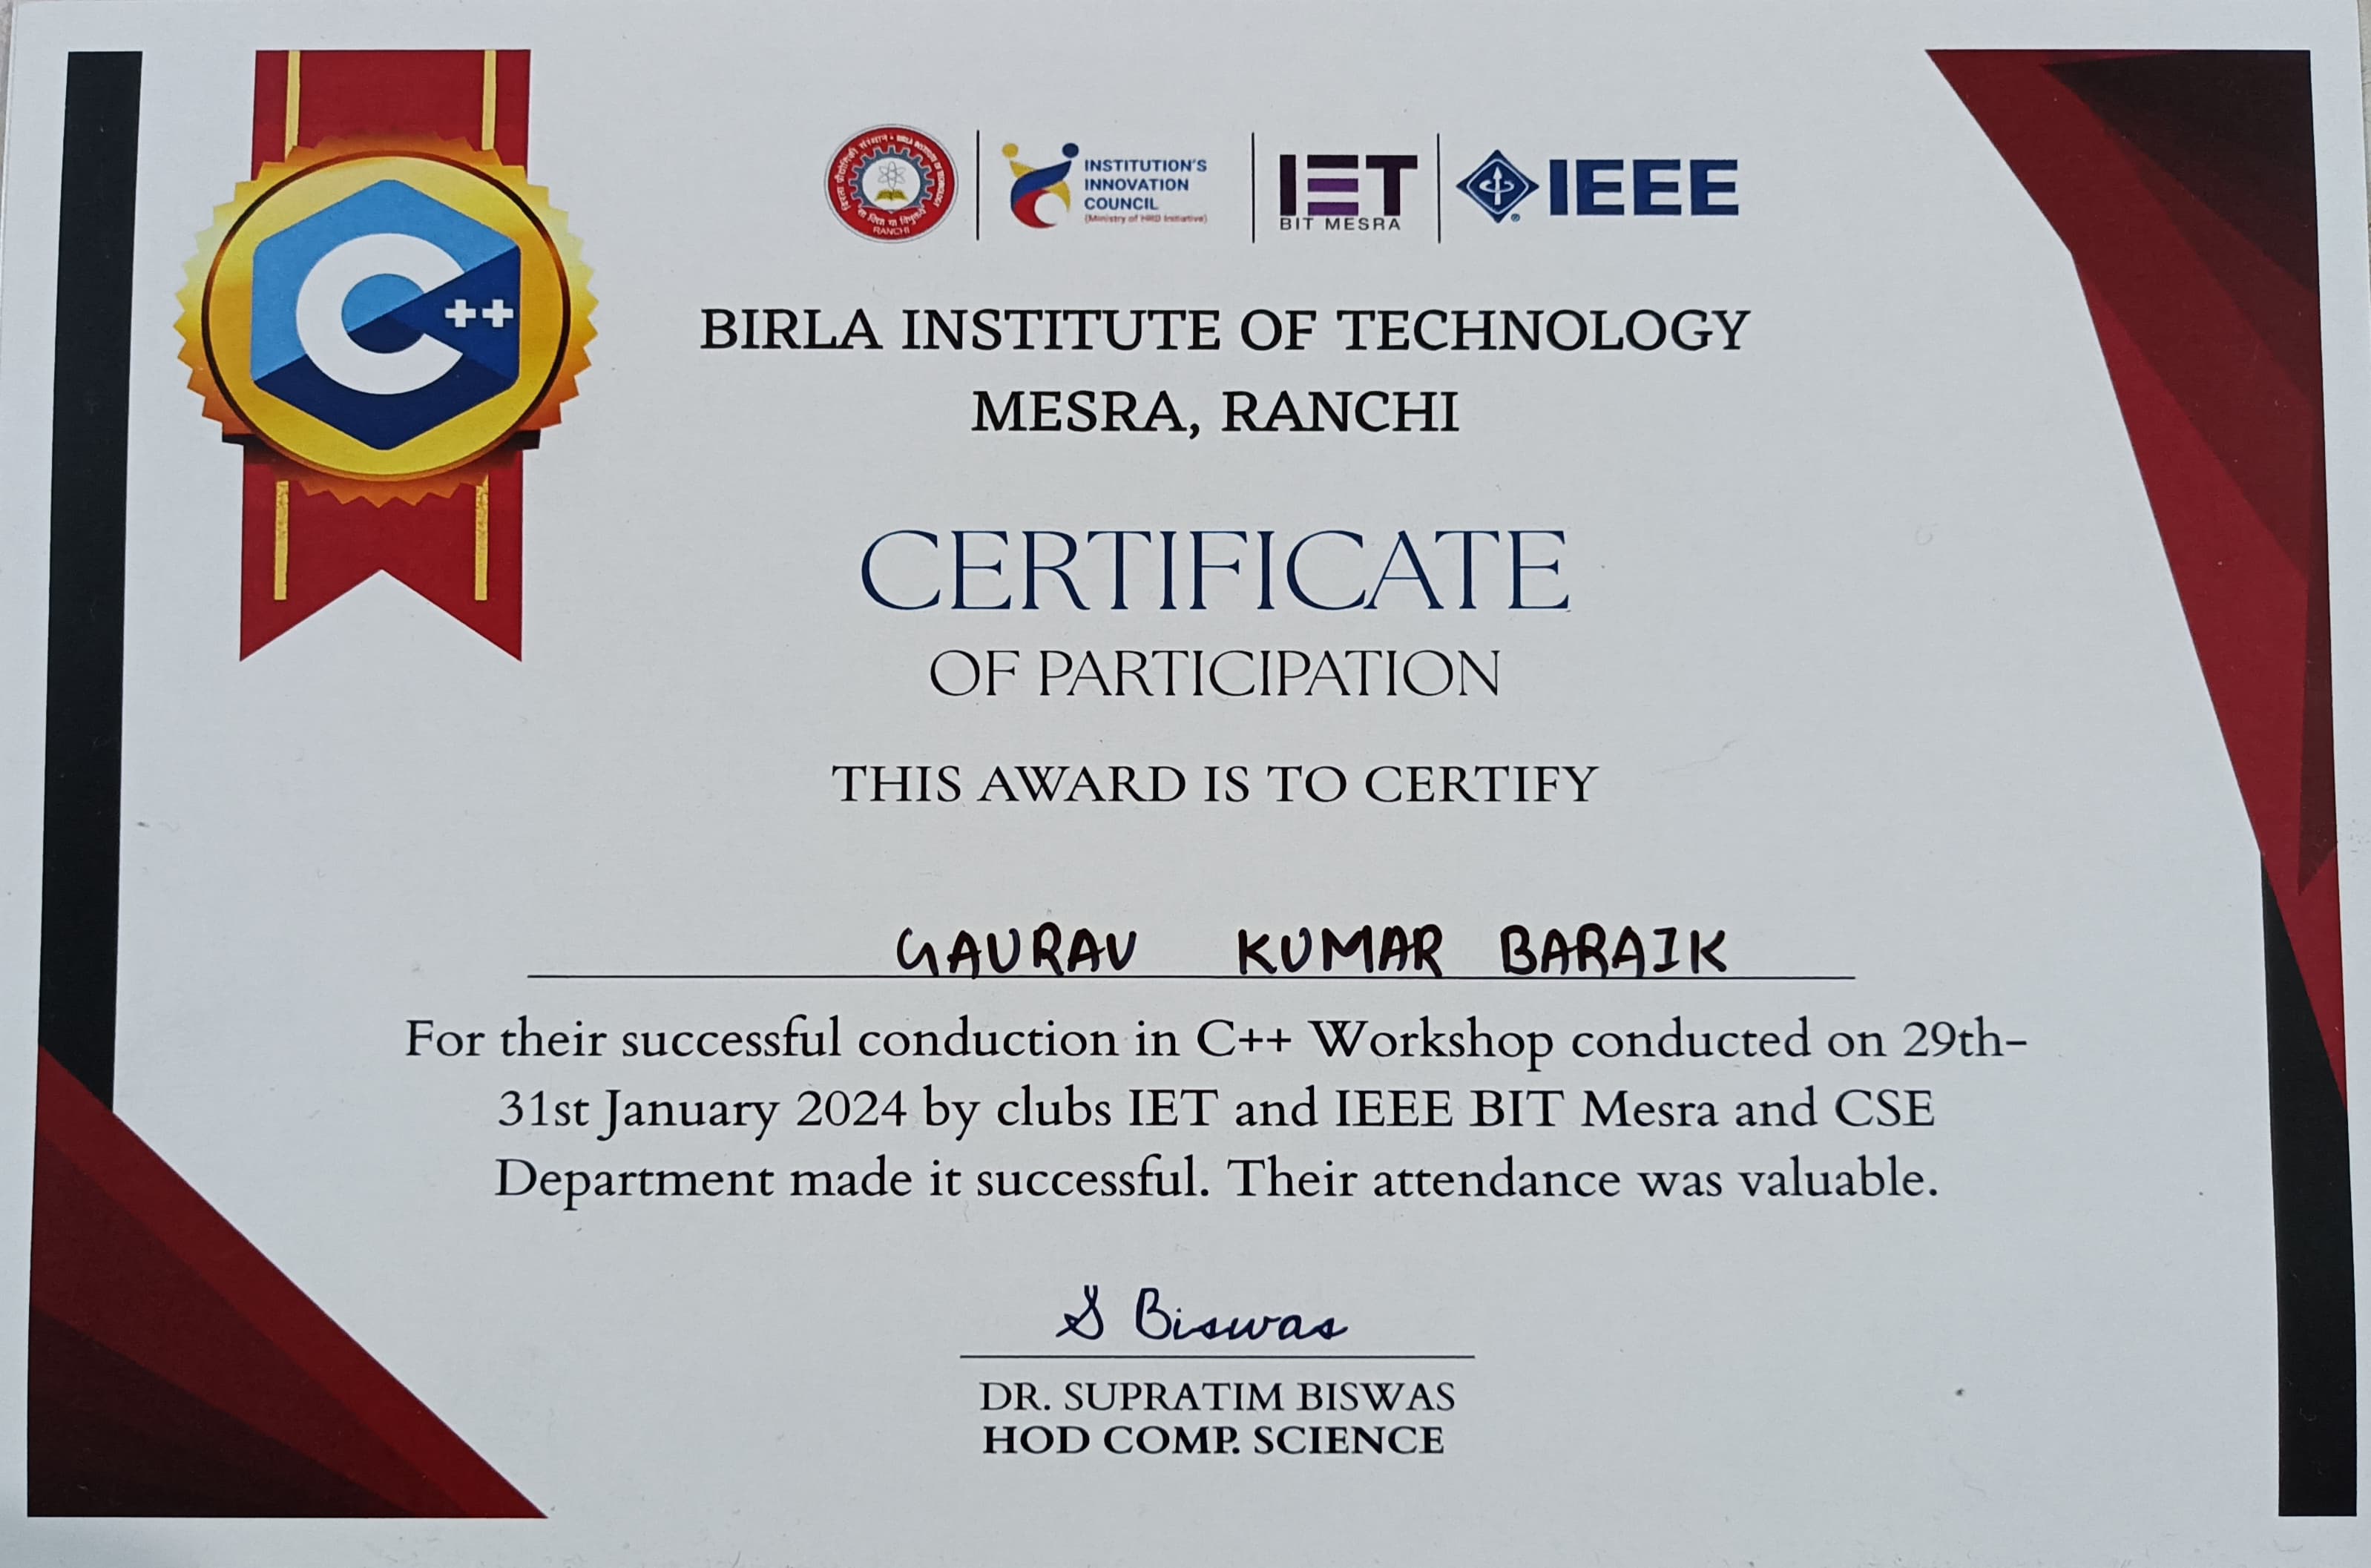 C++
RANCHI
INSTITUTION'S
INNOVATION
COUNCIL
(Ministry of HRD Initiative)
IET
BIT MESRA
IEEE
BIRLA INSTITUTE OF TECHNOLOGY
MESRA, RANCHI
CERTIFICATE
OF PARTICIPATION
THIS AWARD IS TO CERTIFY
GAURAV KUMAR BARAIK
For their successful conduction in C++ Workshop conducted on 29th-
31st January 2024 by clubs IET and IEEE BIT Mesra and CSE
Department made it successful. Their attendance was valuable.
S Biswas
DR. SUPRATIM BISWAS
HOD COMP. SCIENCE